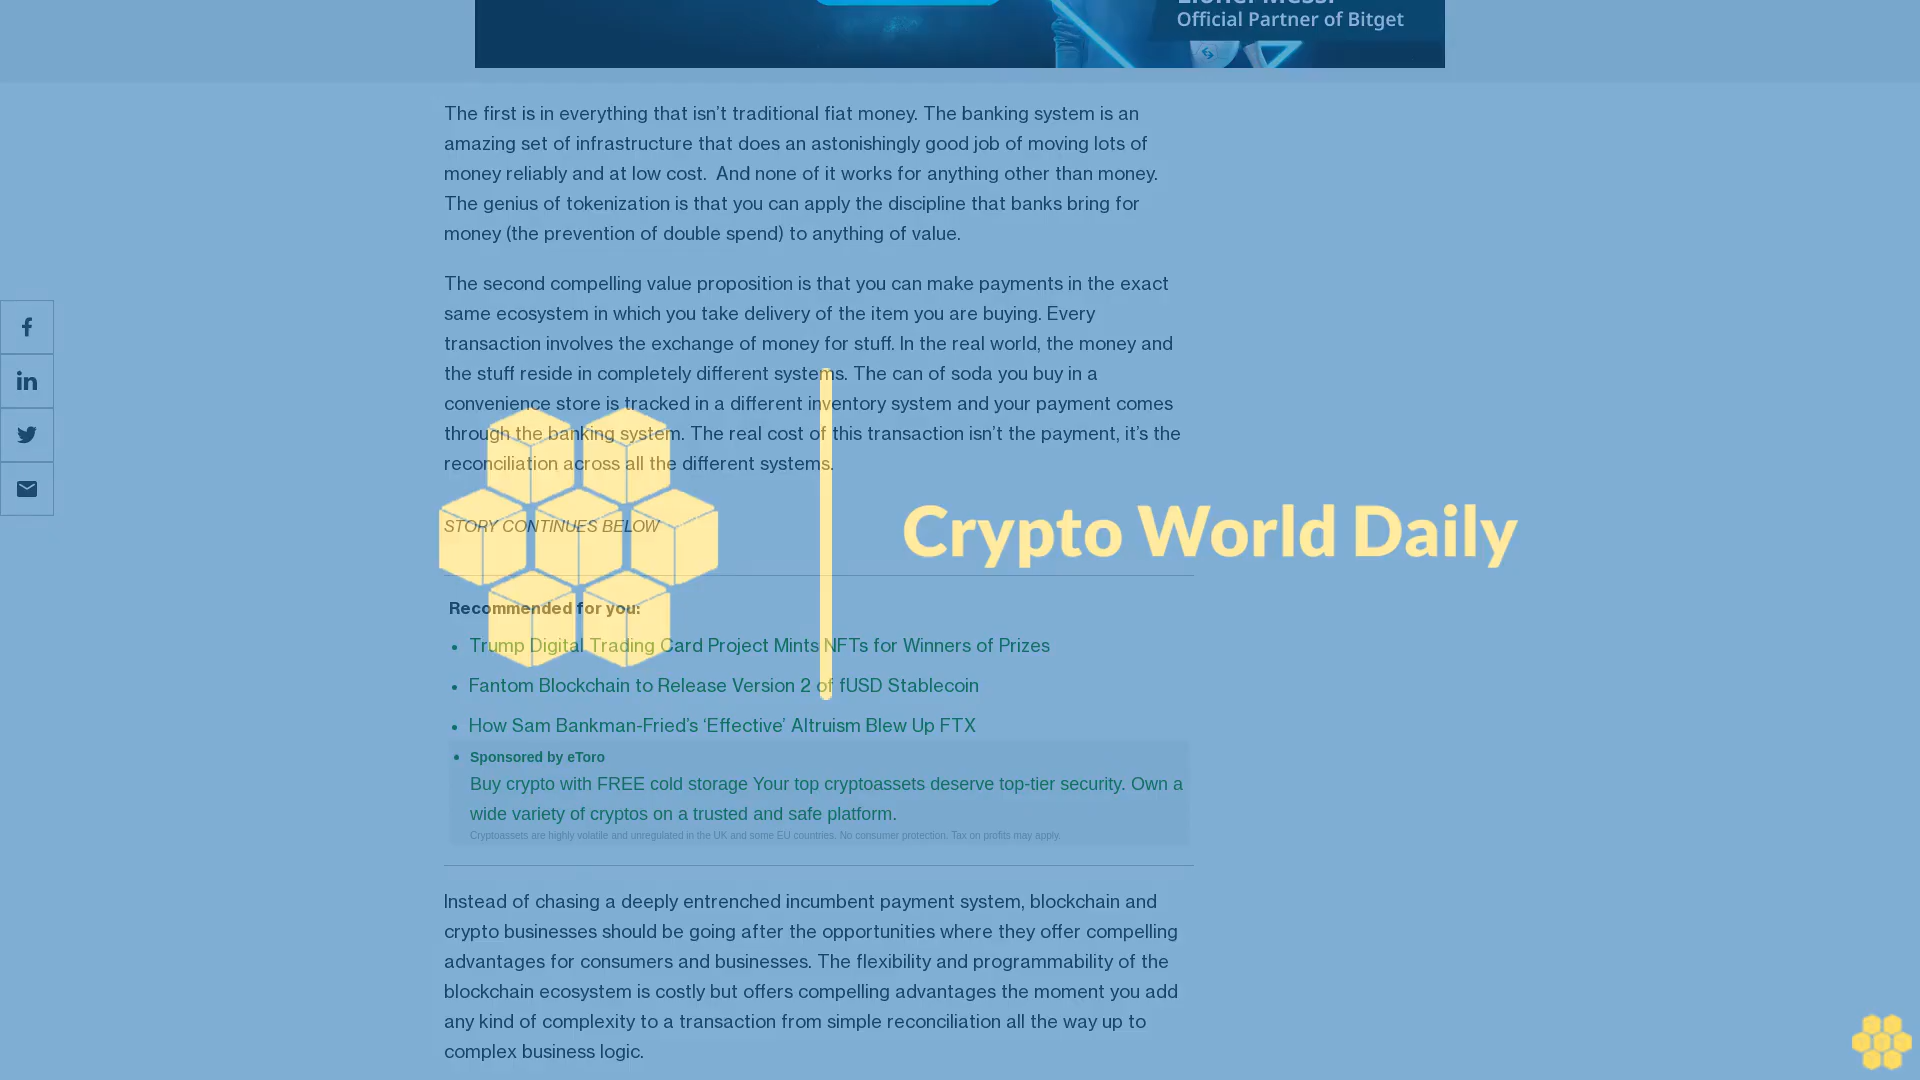 Official Partner of Bitget
The first is in everything that isn’t traditional fiat money. The banking system is an
amazing set of infrastructure that does an astonishingly good job of moving lots of
money reliably and at low cost.  And none of it works for anything other than money.
The genius of tokenization is that you can apply the discipline that banks bring for
money (the prevention of double spend) to anything of value.
The second compelling value proposition is that you can make payments in the exact
same ecosystem in which you take delivery of the item you are buying. Every
transaction involves the exchange of money for stuff. In the real world, the money and
the stuff reside in completely different systems. The can of soda you buy in a
convenience store is tracked in a different inventory system and your payment comes
through the banking system. The real cost of this transaction isn’t the payment, it’s the
reconciliation across all the different systems.
STORY CONTINUES BELOW
Crypto World Daily
Recommended for you:
• Trump Digital Trading Card Project Mints NFTs for Winners of Prizes
• Fantom Blockchain to Release Version 2 of fUSD Stablecoin
• How Sam Bankman-Fried’s ‘Effective’ Altruism Blew Up FTX
• Sponsored by eToro
Buy crypto with FREE cold storage Your top cryptoassets deserve top-tier security. Own a
wide variety of cryptos on a trusted and safe platform.
Cryptoassets are highly volatile and unregulated in the UK and some EU countries. No consumer protection. Tax on profits may apply.
Instead of chasing a deeply entrenched incumbent payment system, blockchain and
crypto businesses should be going after the opportunities where they offer compelling
advantages for consumers and businesses. The flexibility and programmability of the
blockchain ecosystem is costly but offers compelling advantages the moment you add
any kind of complexity to a transaction from simple reconciliation all the way up to
complex business logic.